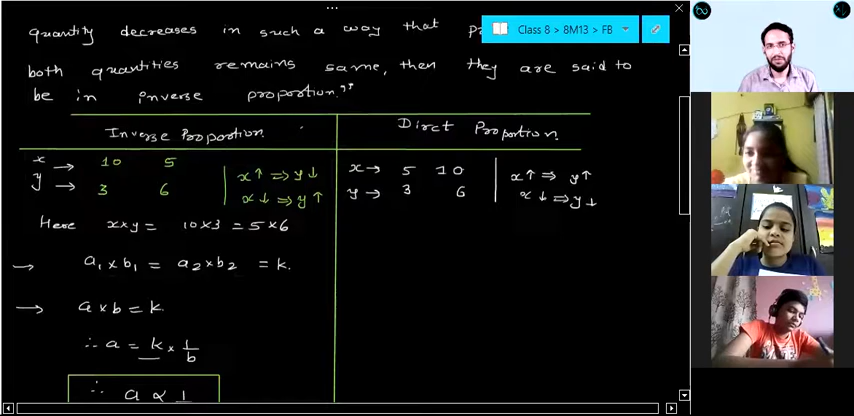 quantity decreases in such a way that
Class 8 > 8M13 > FB
both quantities remains same, then they are said to
be in inverse proportion."
Inverse Proportion
Dirct Proportion
x → 10 5
y → 3 6
x↑ ⇒ y↓
x↓ ⇒ y↑
x → 5 10
y → 3 6
x↑ ⇒ y↑
x↓ ⇒ y↓
Here x×y = 10×3 = 5×6
→ a₁×b₁ = a₂×b₂ = k.
→ a×b = k.
∴ a = k × 1/b
∴ a ∝ 1